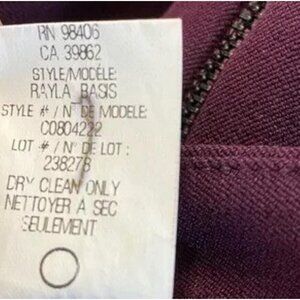 RN 98406
CA 39862
STYLE/MODÈLE:
RAYLA BASIS
STYLE # / N° DE MODELE:
C0804222
LOT # / N° DE LOT :
238278
DRY CLEAN ONLY
NETTOYER A SEC
SEULEMENT